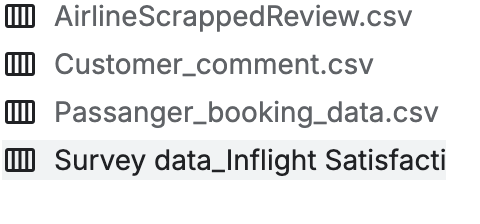 AirlineScrappedReview.csv
Customer_comment.csv
Passanger_booking_data.csv
Survey data_Inflight Satisfacti